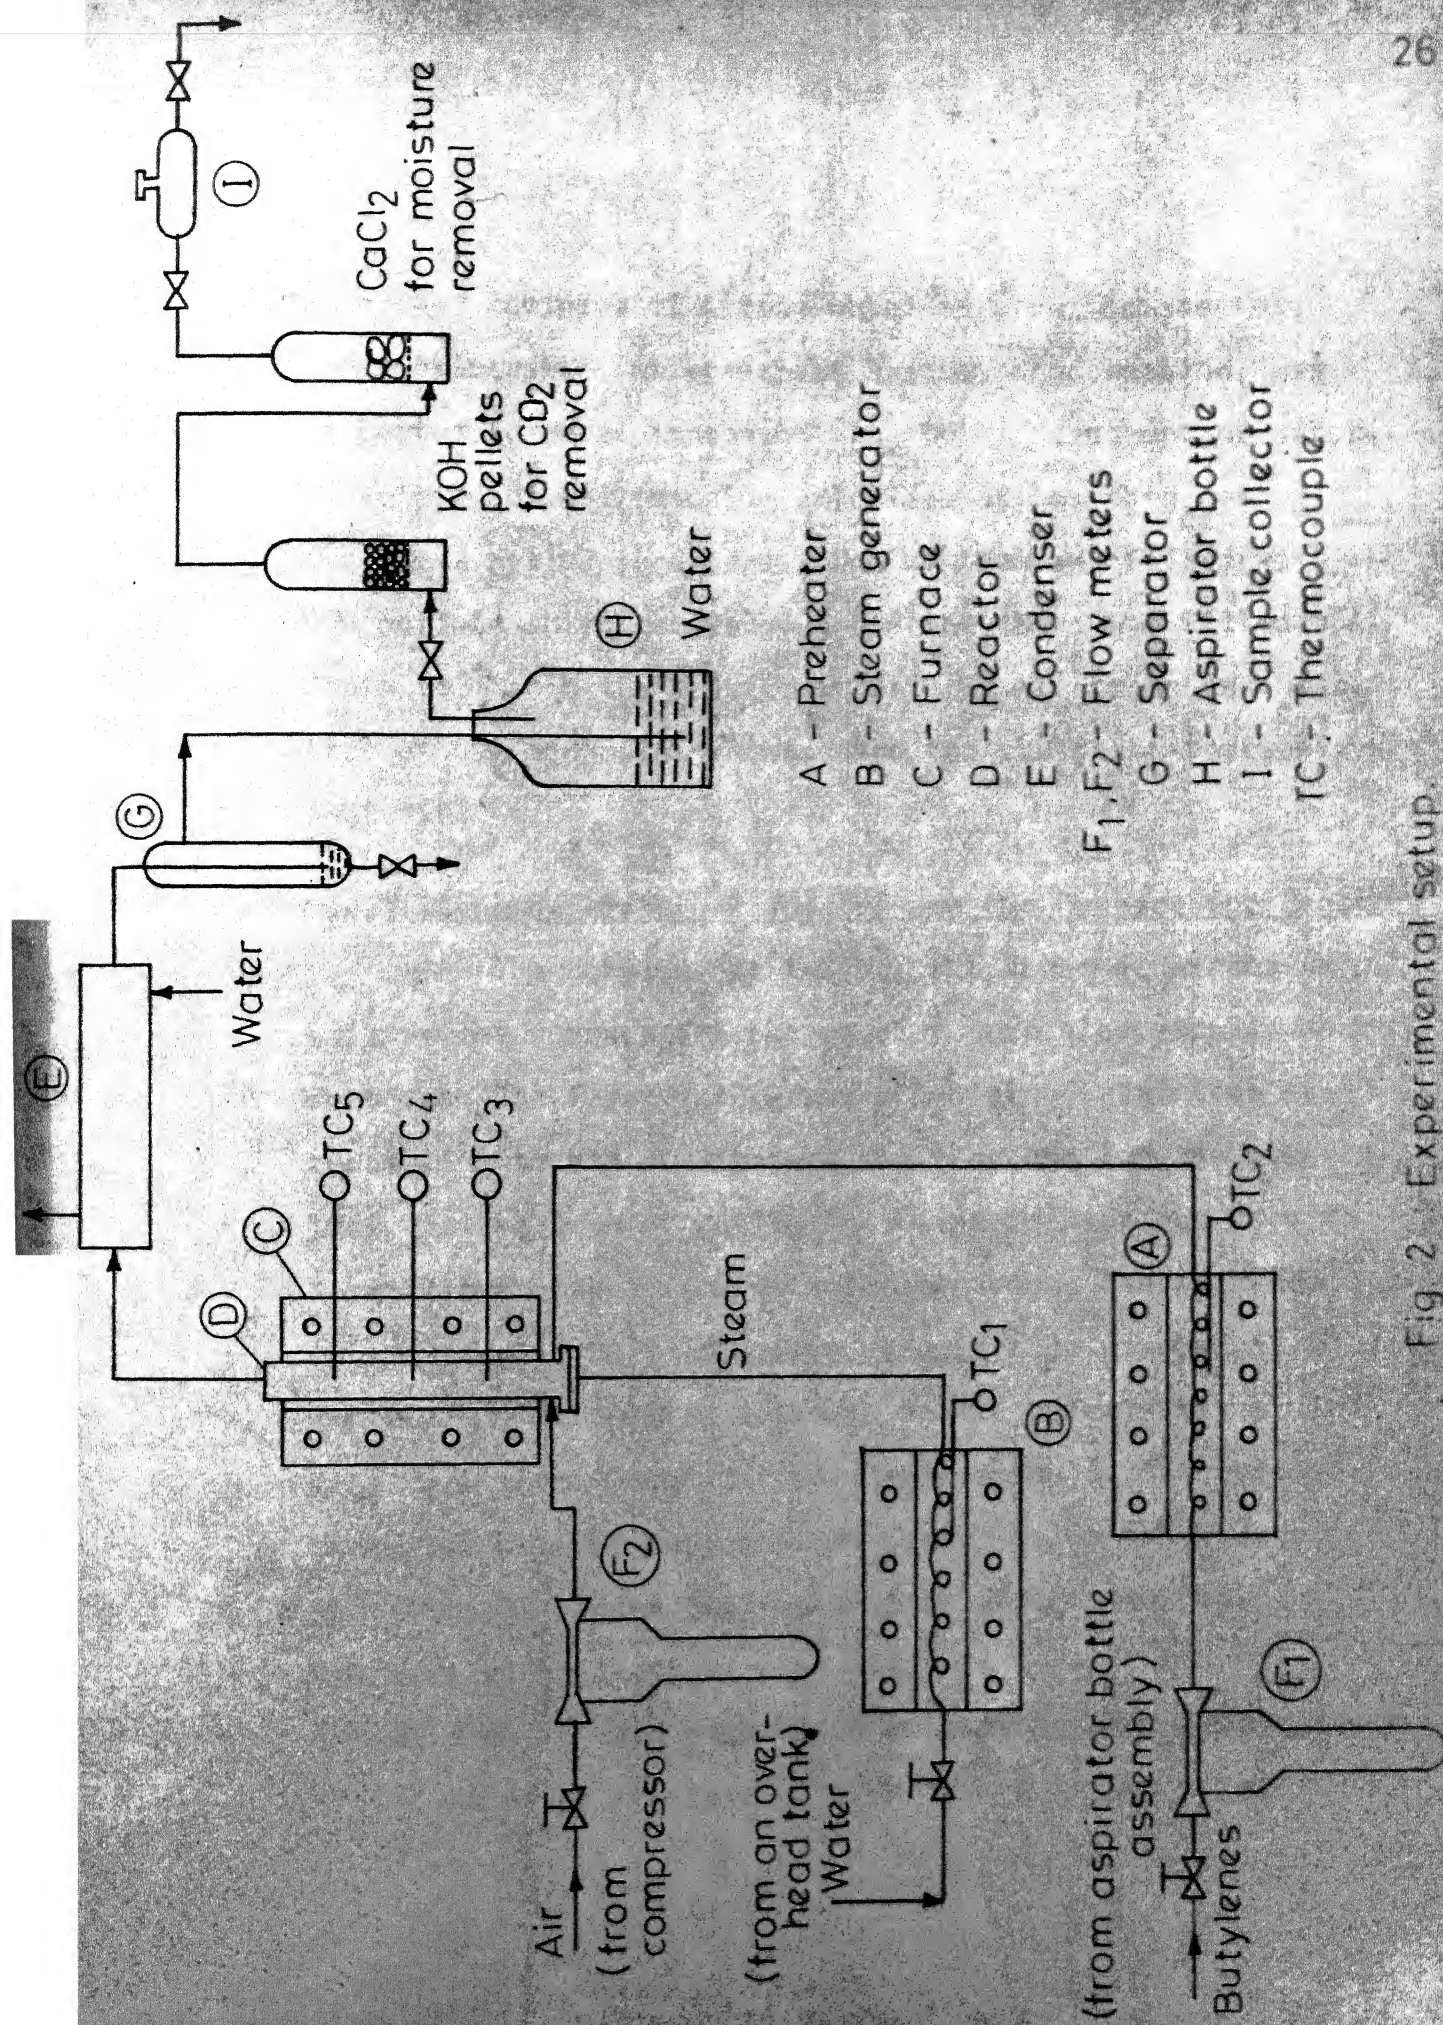 26
I
CaCl2
for moisture
removal
KOH
pellets
for CO2
removal
G
H
Water
E
Water
D
C
TC5
TC4
TC3
Steam
Air
(from
compressor)
F2
(from an over-
head tank)
Water
TC1
B
(from aspirator bottle
assembly)
Butylenes
F1
A
TC2
A - Preheater
B - Steam generator
C - Furnace
D - Reactor
E - Condenser
F1, F2 - Flow meters
G - Separator
H - Aspirator bottle
I - Sample collector
TC - Thermocouple
Fig. 2 Experimental setup.